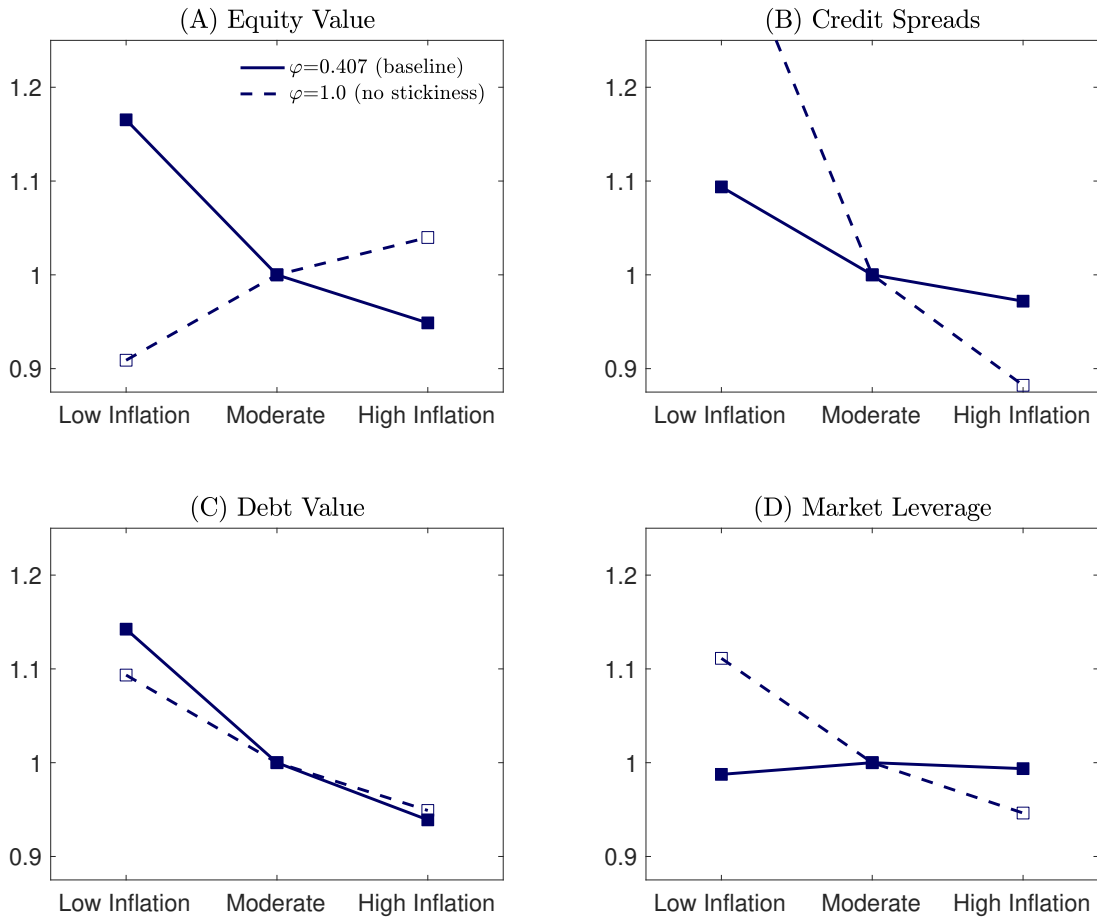 (A) Equity Value
1.2
1.1
1
0.9
φ=0.407 (baseline)
φ=1.0 (no stickiness)
Low Inflation Moderate High Inflation
(B) Credit Spreads
1.2
1.1
1
0.9
Low Inflation Moderate High Inflation
(C) Debt Value
1.2
1.1
1
0.9
Low Inflation Moderate High Inflation
(D) Market Leverage
1.2
1.1
1
0.9
Low Inflation Moderate High Inflation